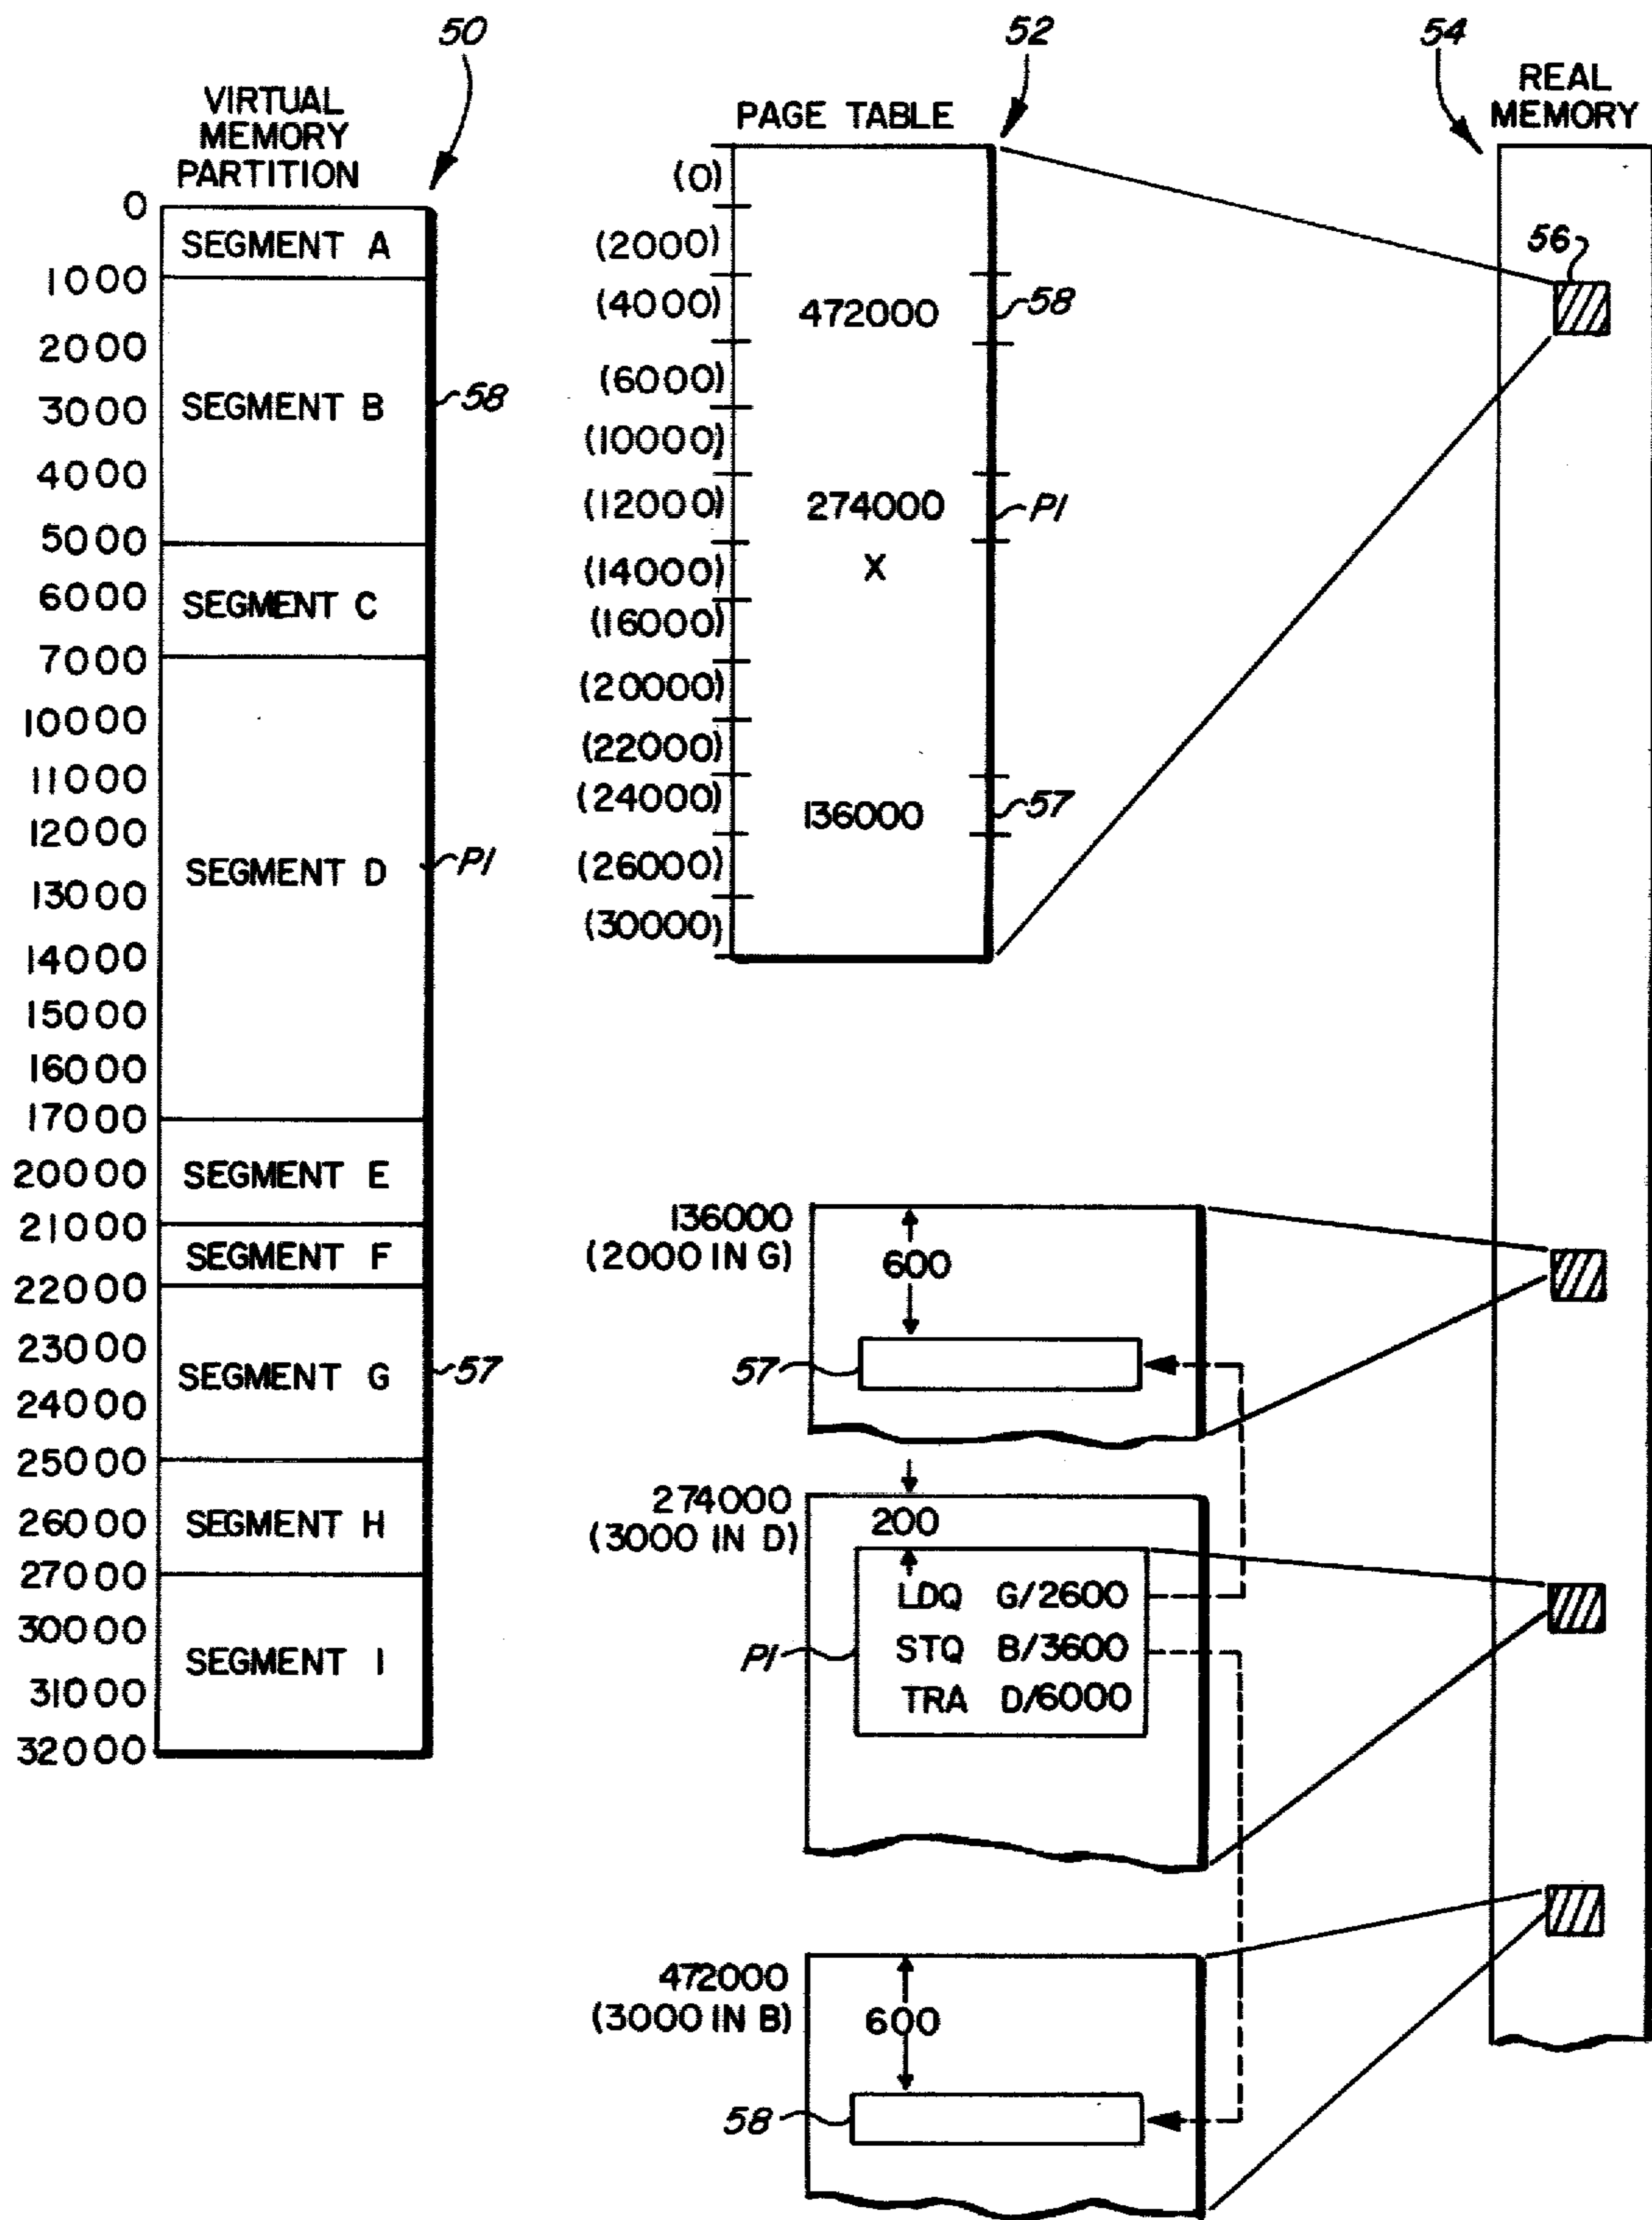 50
VIRTUAL
MEMORY
PARTITION
0
SEGMENT A
1000
2000
3000
SEGMENT B
58
4000
5000
6000
SEGMENT C
7000
10000
11000
12000
SEGMENT D
P1
13000
14000
15000
16000
17000
20000
SEGMENT E
21000
SEGMENT F
22000
23000
SEGMENT G
57
24000
25000
26000
SEGMENT H
27000
30000
SEGMENT I
31000
32000
52
PAGE TABLE
(0)
(2000)
(4000)
472000
58
(6000)
(10000)
(12000)
274000
P1
(14000)
X
(16000)
(20000)
(22000)
(24000)
136000
57
(26000)
(30000)
54
REAL
MEMORY
56
136000
(2000 IN G)
600
57
274000
(3000 IN D)
200
LDQ G/2600
STQ B/3600
TRA D/6000
P1
472000
(3000 IN B)
600
58